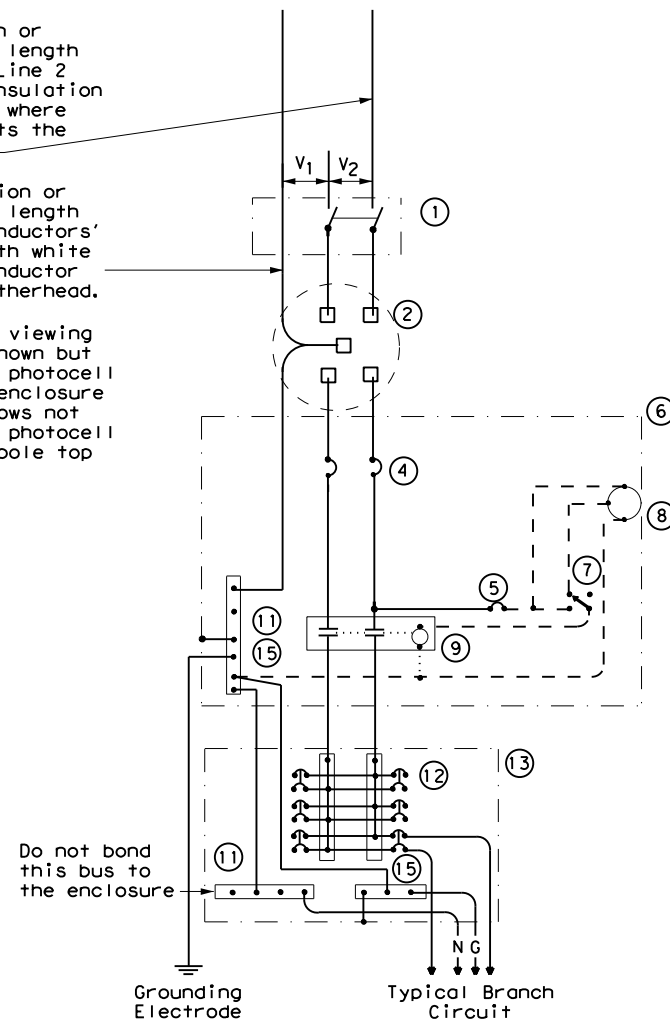 or
length
Line 2
where
ts the
V1
V2
1
ion or
length
nductors'
th white
nductor
therhead.
2
viewing
nown but
photocell
enclosure
ows not
photocell
pole top
6
4
8
7
5
11
9
15
13
12
Do not bond
this bus to
the enclosure
11
15
N G
Grounding
Electrode
Typical Branch
Circuit